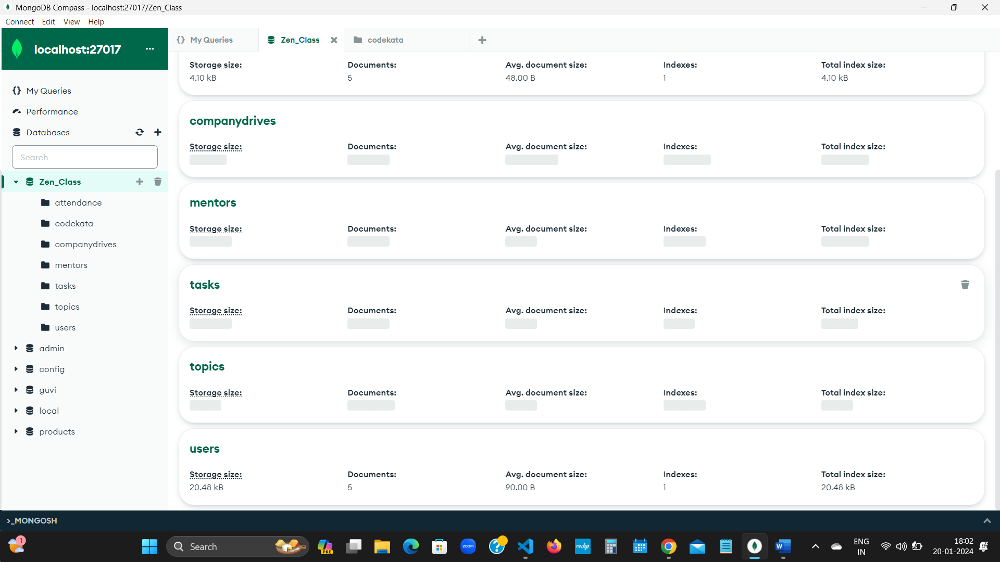 MongoDB Compass - localhost:27017/Zen_Class
Connect Edit View Help
localhost:27017 ...
{} My Queries
Zen_Class
codekata
{} My Queries
Performance
Databases
Search
Zen_Class
attendance
codekata
companydrives
mentors
tasks
topics
users
admin
config
guvi
local
products
Storage size: Documents: Avg. document size: Indexes: Total index size:
4.10 kB 5 48.00 B 1 4.10 kB
companydrives
Storage size: Documents: Avg. document size: Indexes: Total index size:
mentors
Storage size: Documents: Avg. document size: Indexes: Total index size:
tasks
Storage size: Documents: Avg. document size: Indexes: Total index size:
topics
Storage size: Documents: Avg. document size: Indexes: Total index size:
users
Storage size: Documents: Avg. document size: Indexes: Total index size:
20.48 kB 5 90.00 B 1 20.48 kB
>_MONGOSH
1
Search
PRE
zoom
?
myhp
W
ENG
IN
18:02
20-01-2024